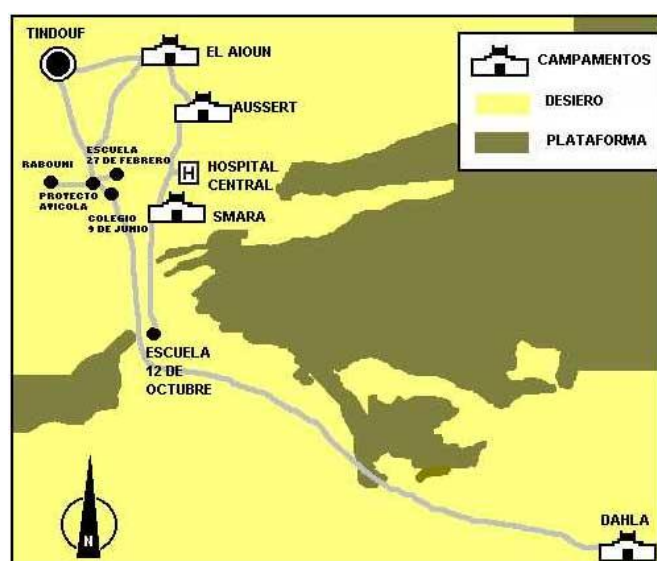 TINDOUF
EL AIOUN
AUSSERT
ESCUELA
27 DE FEBRERO
RABOUNI
PROYECTO
AVICOLA
COLEGIO
9 DE JUNIO
H
HOSPITAL
CENTRAL
SMARA
ESCUELA
12 DE
OCTUBRE
DAHLA
N
CAMPAMENTOS
DESIERO
PLATAFORMA